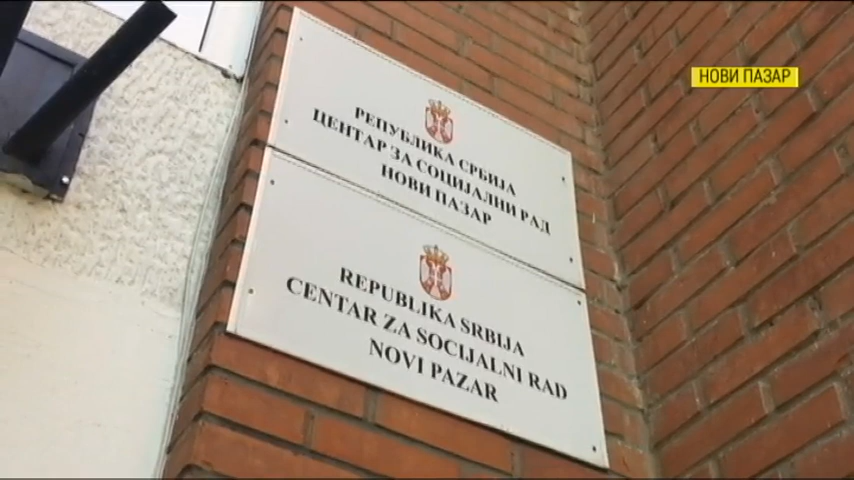 НОВИ ПАЗАР
РЕПУБЛИКА СРБИЈА
ЦЕНТАР ЗА СОЦИЈАЛНИ РАД
НОВИ ПАЗАР
REPUBLIKA SRBIJA
CENTAR ZA SOCIJALNI RAD
NOVI PAZAR